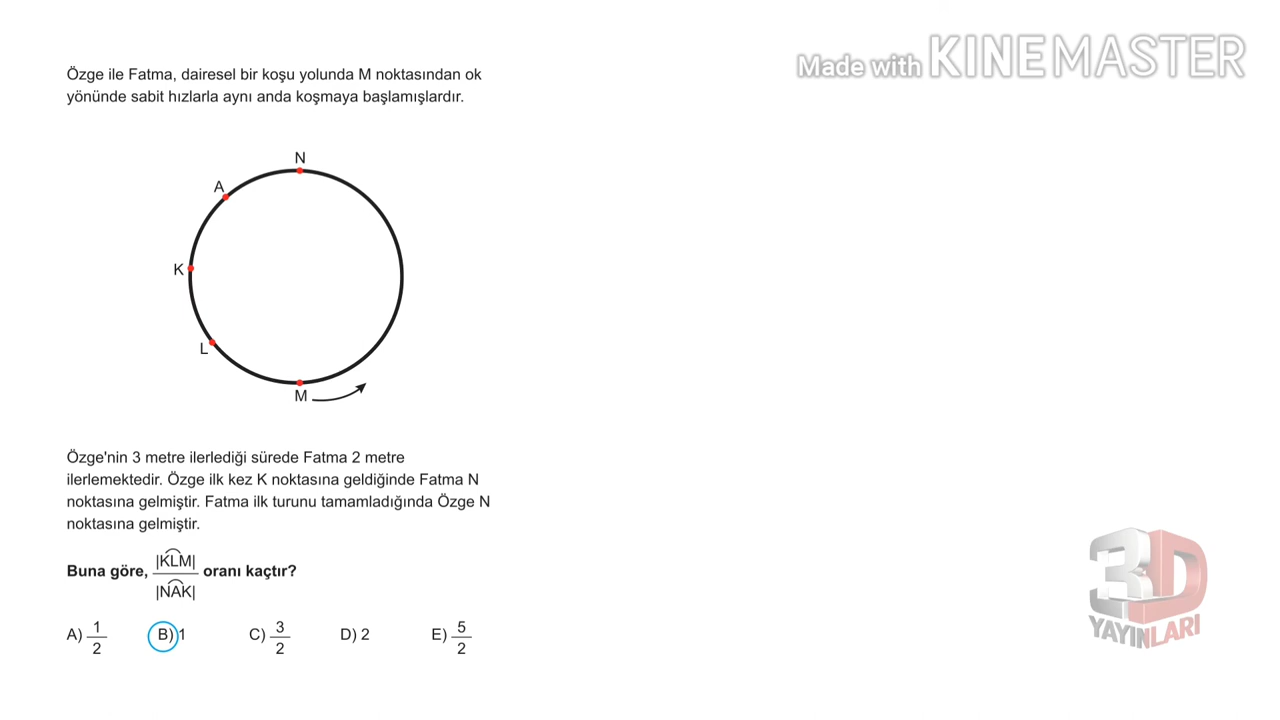 Özge ile Fatma, dairesel bir koşu yolunda M noktasından ok
yönünde sabit hızlarla aynı anda koşmaya başlamışlardır.
Made with KINEMASTER
N
A
K
L
M
Özge'nin 3 metre ilerlediği sürede Fatma 2 metre
ilerlemektedir. Özge ilk kez K noktasına geldiğinde Fatma N
noktasına gelmiştir. Fatma ilk turunu tamamladığında Özge N
noktasına gelmiştir.
Buna göre, |KLM| / |NAK| oranı kaçtır?
A) 1/2 B) 1 C) 3/2 D) 2 E) 5/2
3D
YAYINLARI